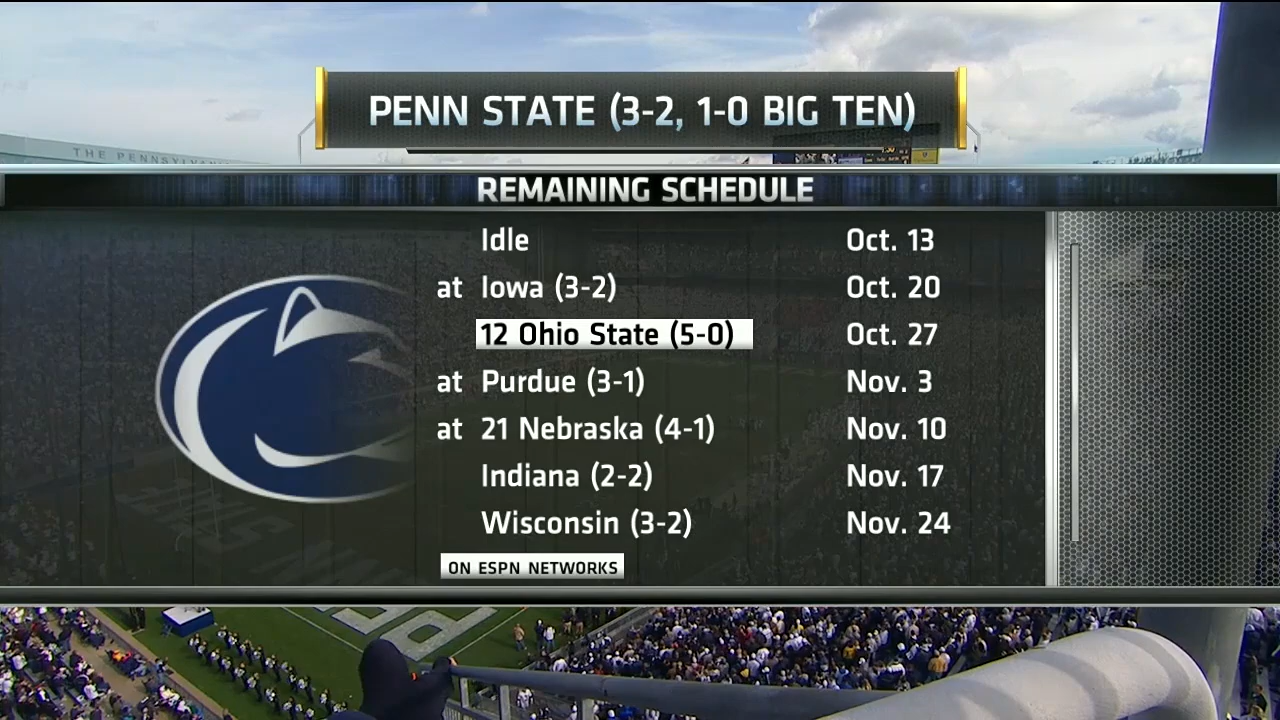 PENN STATE (3-2, 1-0 BIG TEN)
THE PENNSYLVAN
REMAINING SCHEDULE
Idle Oct. 13
at Iowa (3-2) Oct. 20
12 Ohio State (5-0) Oct. 27
at Purdue (3-1) Nov. 3
at 21 Nebraska (4-1) Nov. 10
Indiana (2-2) Nov. 17
Wisconsin (3-2) Nov. 24
ON ESPN NETWORKS